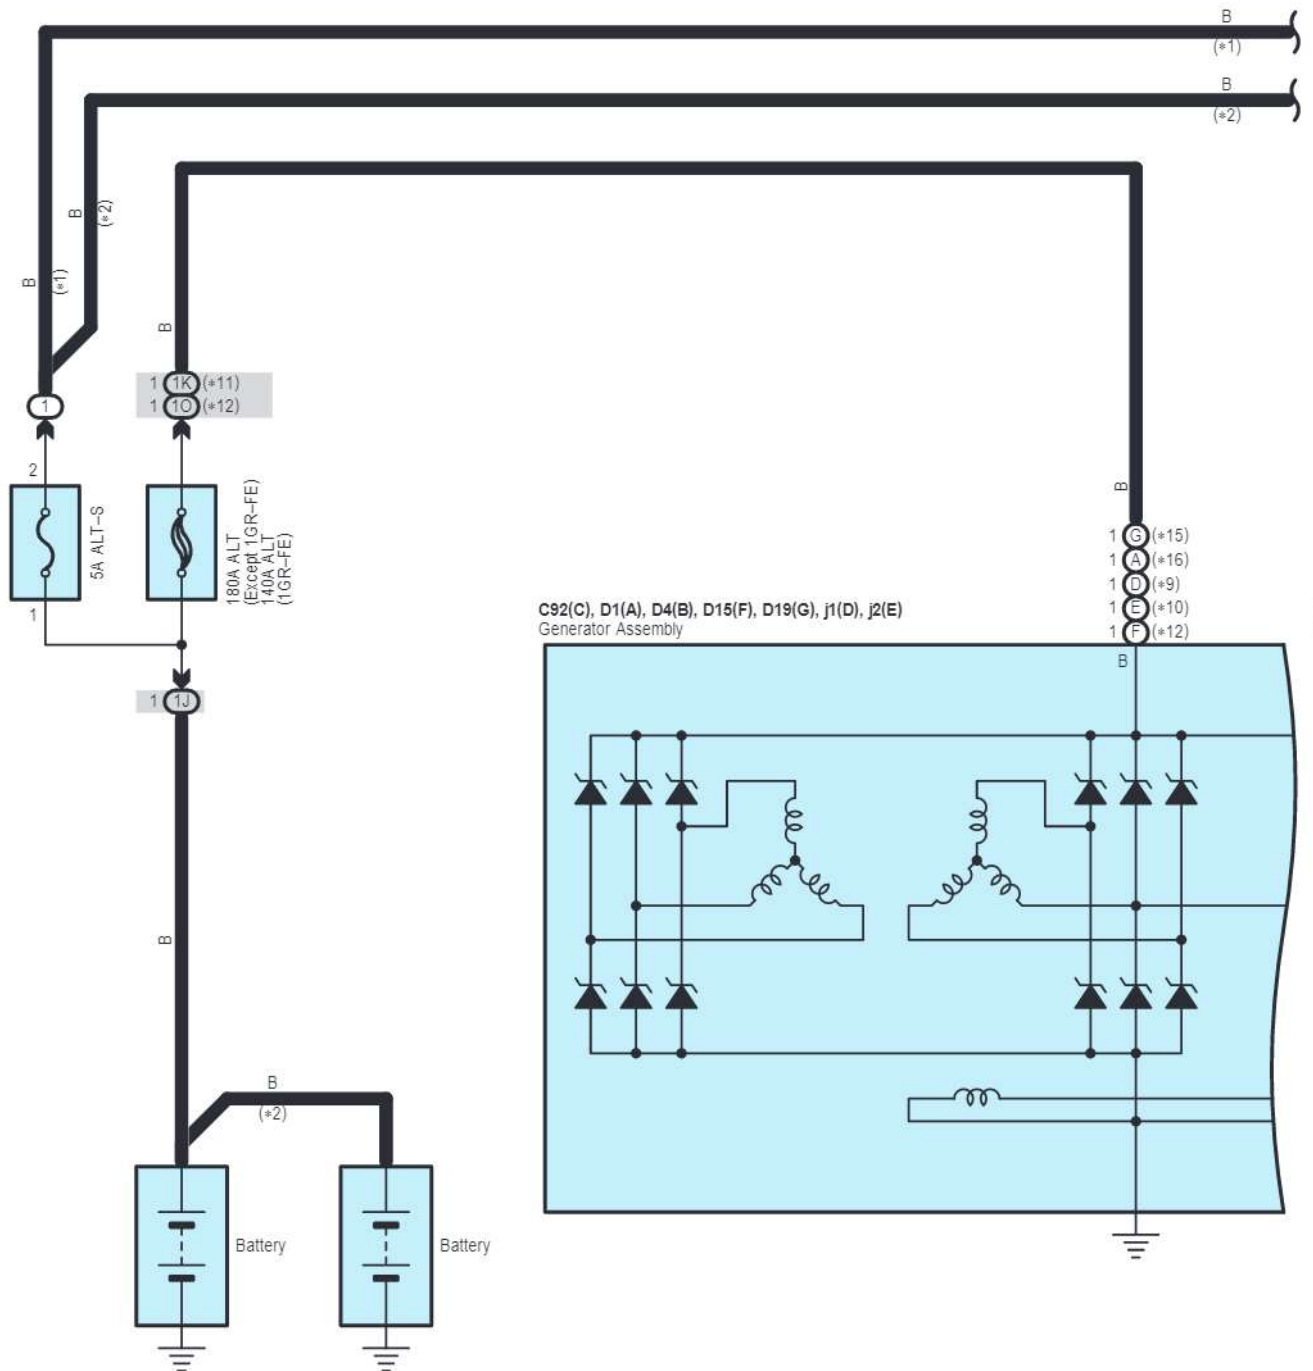 B
(*1)
B
(*2)
B
(*2)
B
(*1)
B
1 1K (*11)
1 1O (*12)
1
2
5A ALT–S
1
180A ALT
(Except 1GR–FE)
140A ALT
(1GR–FE)
B
1 G (*15)
1 A (*16)
1 D (*9)
1 E (*10)
1 F (*12)
C92(C), D1(A), D4(B), D15(F), D19(G), j1(D), j2(E)
Generator Assembly
B
1 1J
B
B
(*2)
Battery
Battery